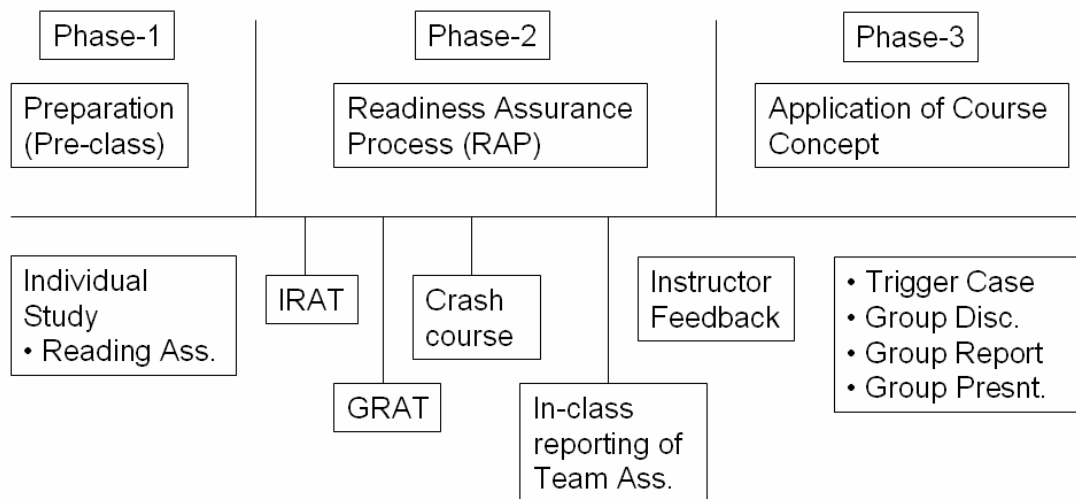 Phase-1
Phase-2
Phase-3
Preparation
(Pre-class)
Readiness Assurance
Process (RAP)
Application of Course
Concept
Individual
Study
• Reading Ass.
IRAT
GRAT
Crash
course
In-class
reporting of
Team Ass.
Instructor
Feedback
• Trigger Case
• Group Disc.
• Group Report
• Group Presnt.